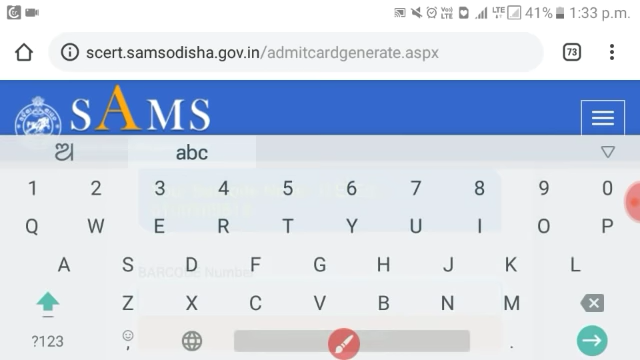 41% 1:33 p.m.
scert.samsodisha.gov.in/admitcardgenerate.aspx 73
SAMS
ଅ abc
1 2 3 4 5 6 7 8 9 0
Q W E R T Y U I O P
A S D F G H J K L
BARCODE Number
Z X C V B N M
?123 , .